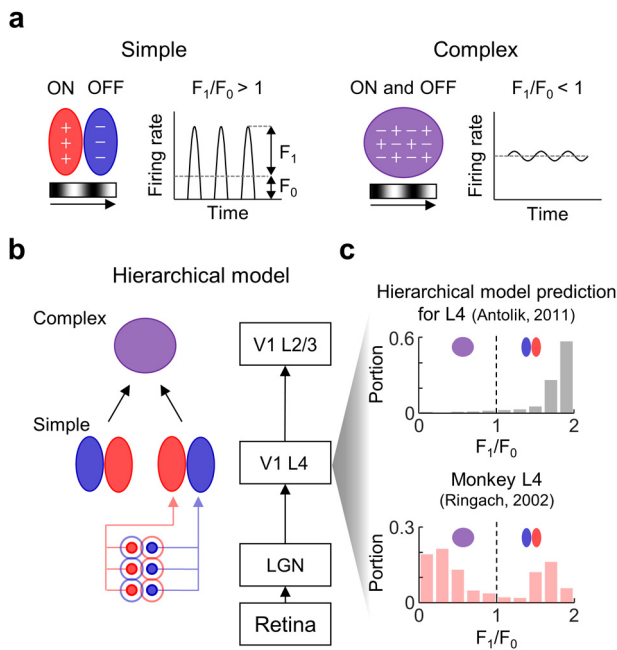 a
Simple
Complex
ON OFF
F1/F0 > 1
ON and OFF
F1/F0 < 1
+ −
+ −
+ −
+ − + −
+ − + − +
+ − + −
Firing rate
F1
F0
Time
Firing rate
Time
b
Hierarchical model
Complex
Simple
V1 L2/3
V1 L4
LGN
Retina
c
Hierarchical model prediction
for L4 (Antolik, 2011)
Portion
0.6
0
0 1 2
F1/F0
Monkey L4
(Ringach, 2002)
Portion
0.3
0
0 1 2
F1/F0